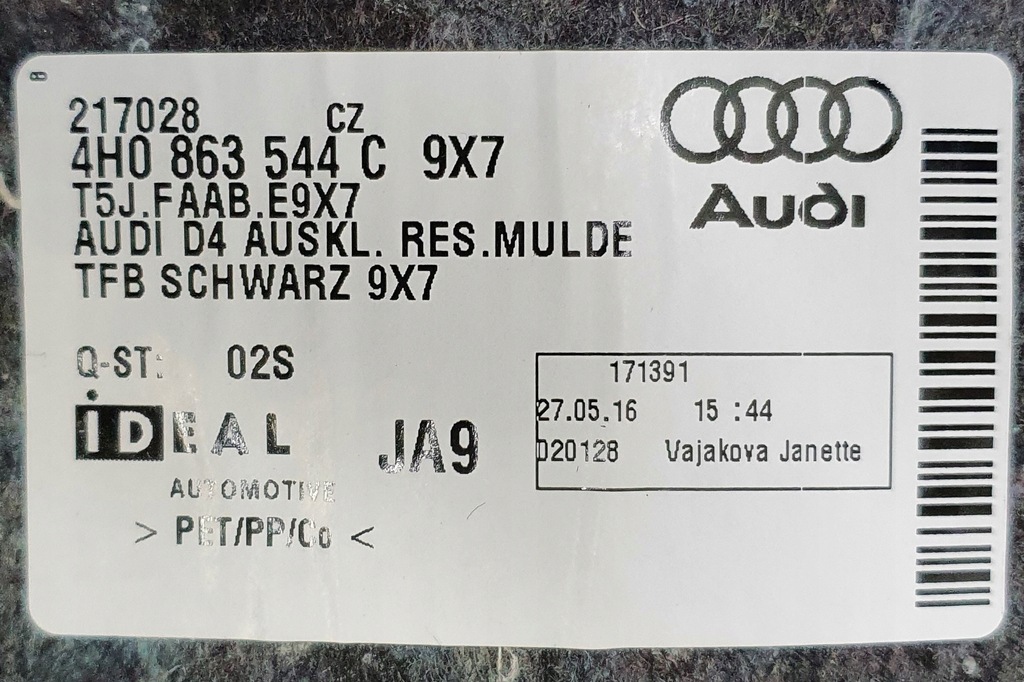 217028 CZ
4H0 863 544 C 9X7
T5J.FAAB.E9X7
AUDI D4 AUSKL. RES.MULDE
TFB SCHWARZ 9X7
Audi
Q-ST: 02S
iDEAL
AUTOMOTIVE
JA9
> PET/PP/Co <
171391
27.05.16 15 :44
D20128 Vajakova Janette